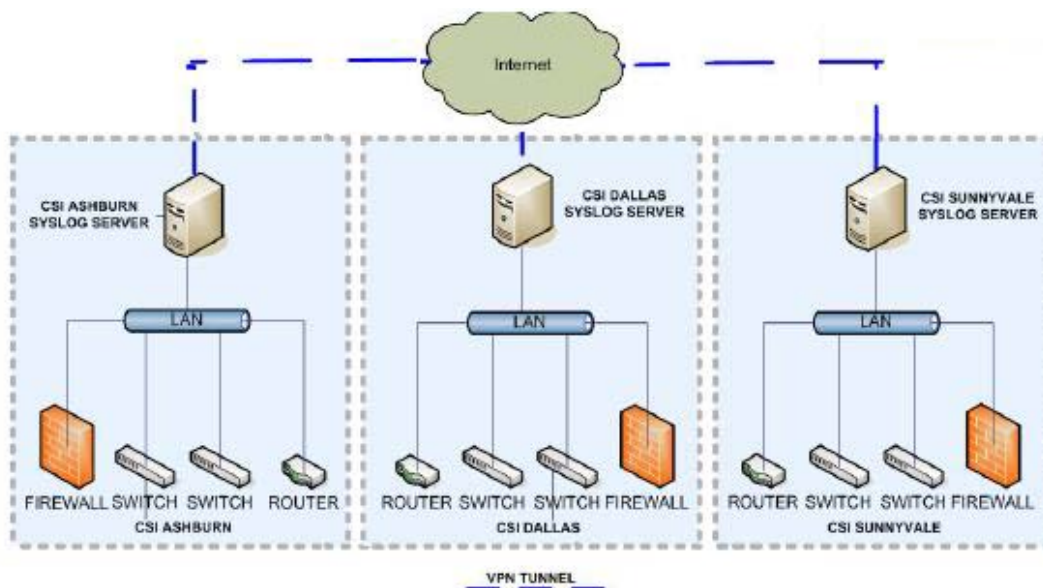 Internet
CSI ASHBURN
SYSLOG SERVER
CSI DALLAS
SYSLOG SERVER
CSI SUNNYVALE
SYSLOG SERVER
LAN
LAN
LAN
FIREWALL SWITCH SWITCH ROUTER
CSI ASHBURN
ROUTER SWITCH SWITCH FIREWALL
CSI DALLAS
ROUTER SWITCH SWITCH FIREWALL
CSI SUNNYVALE
VPN TUNNEL